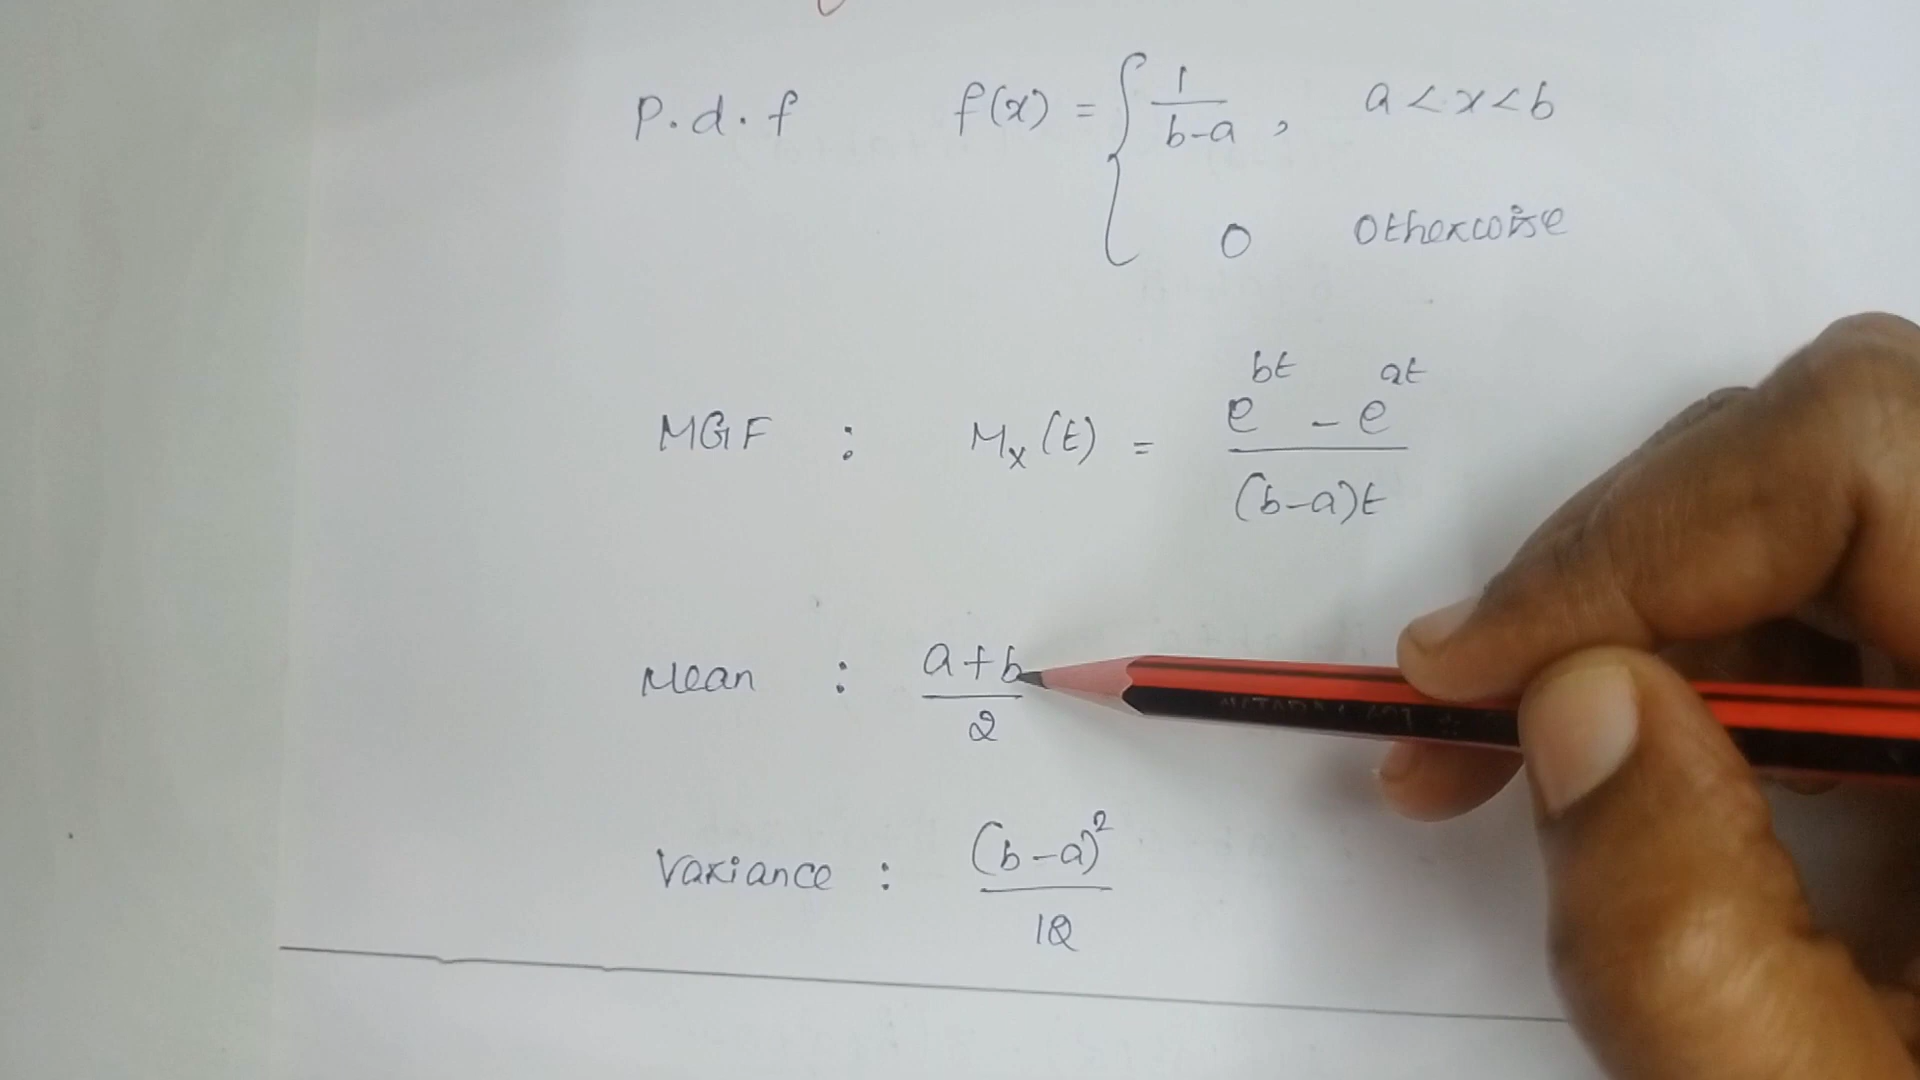 P.d.f f(x) = { 1/(b-a) , a < x < b
0 Otherwise
MGF : M_X(t) = (e^{bt} - e^{at}) / (b-a)t
Mean : (a+b)/2
Variance : (b-a)^2 / 12